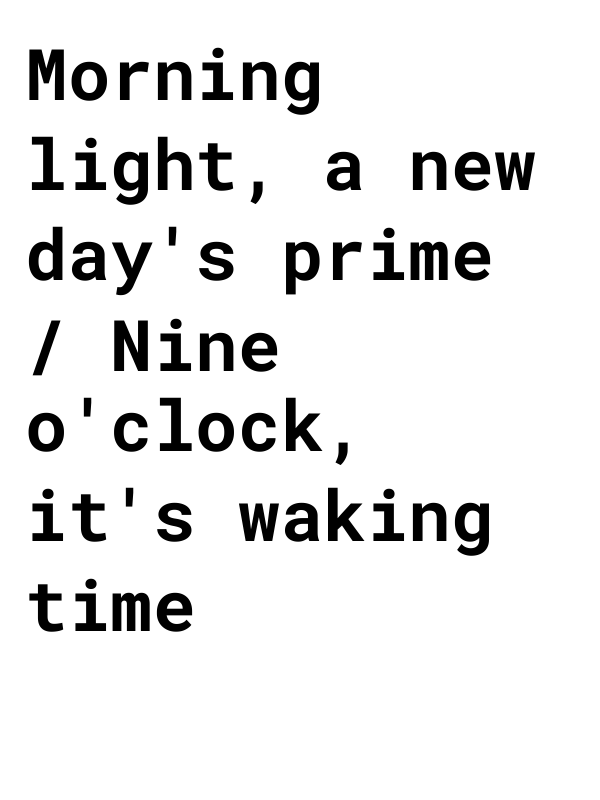 Morning
light, a new
day's prime
/ Nine
o'clock,
it's waking
time